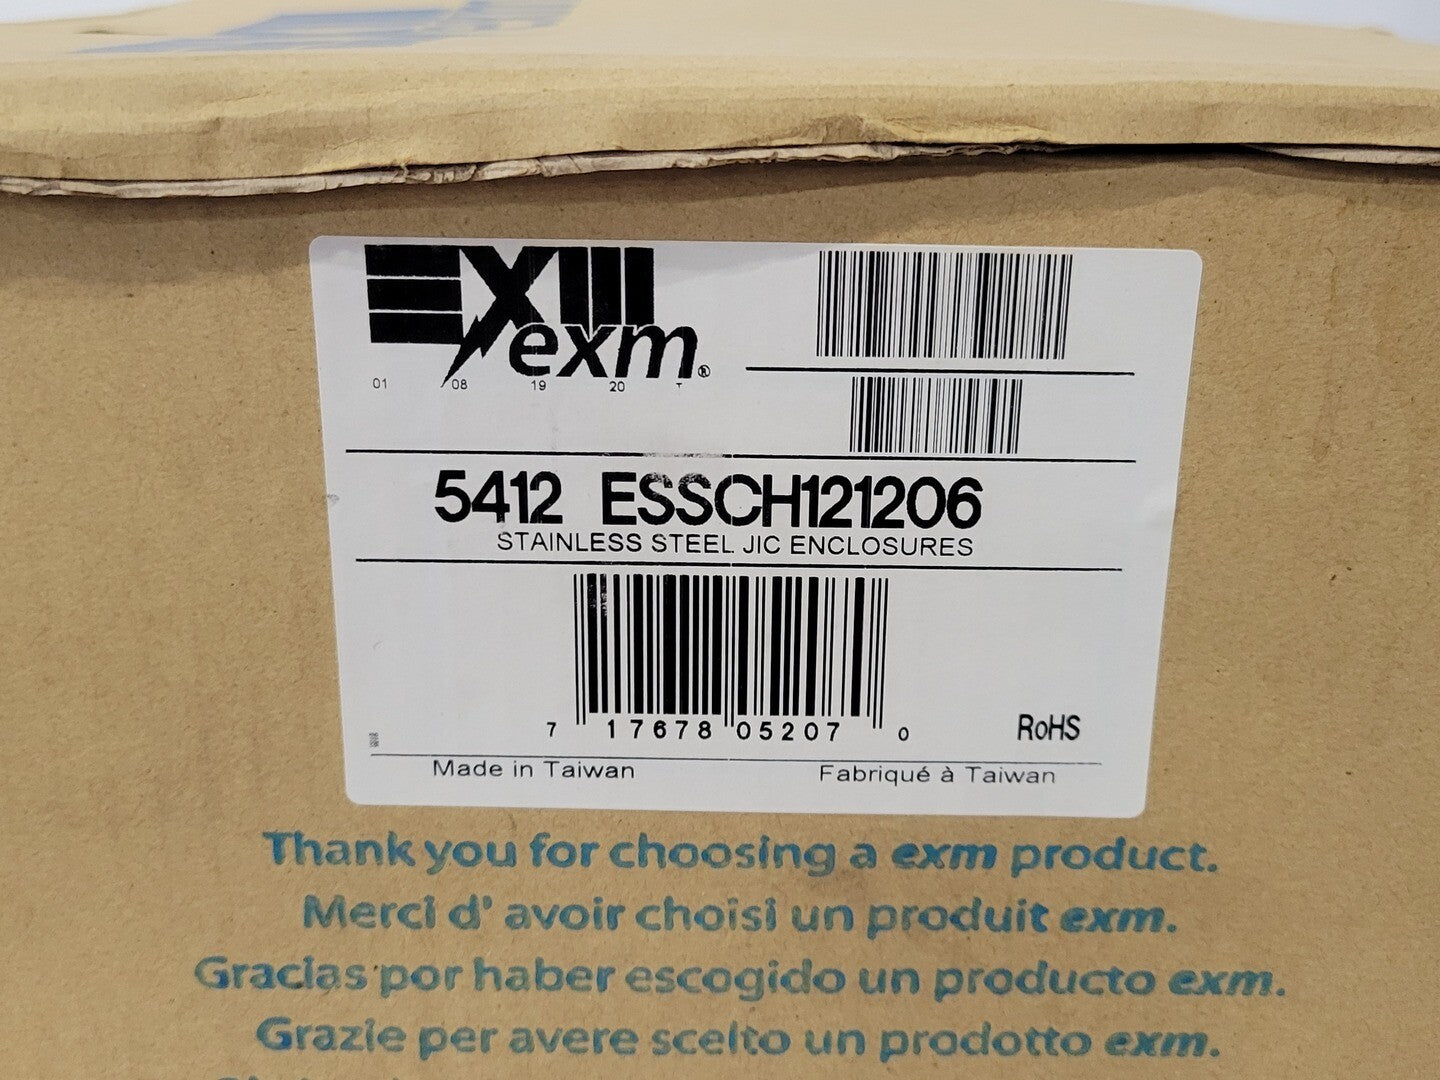 EXM
exm®
01 08 19 20 T
5412 ESSCH121206
STAINLESS STEEL JIC ENCLOSURES
7 17678 05207 0
RoHS
Made in Taiwan
Fabriqué à Taiwan
Thank you for choosing a exm product.
Merci d' avoir choisi un produit exm.
Gracias por haber escogido un producto exm.
Grazie per avere scelto un prodotto exm.